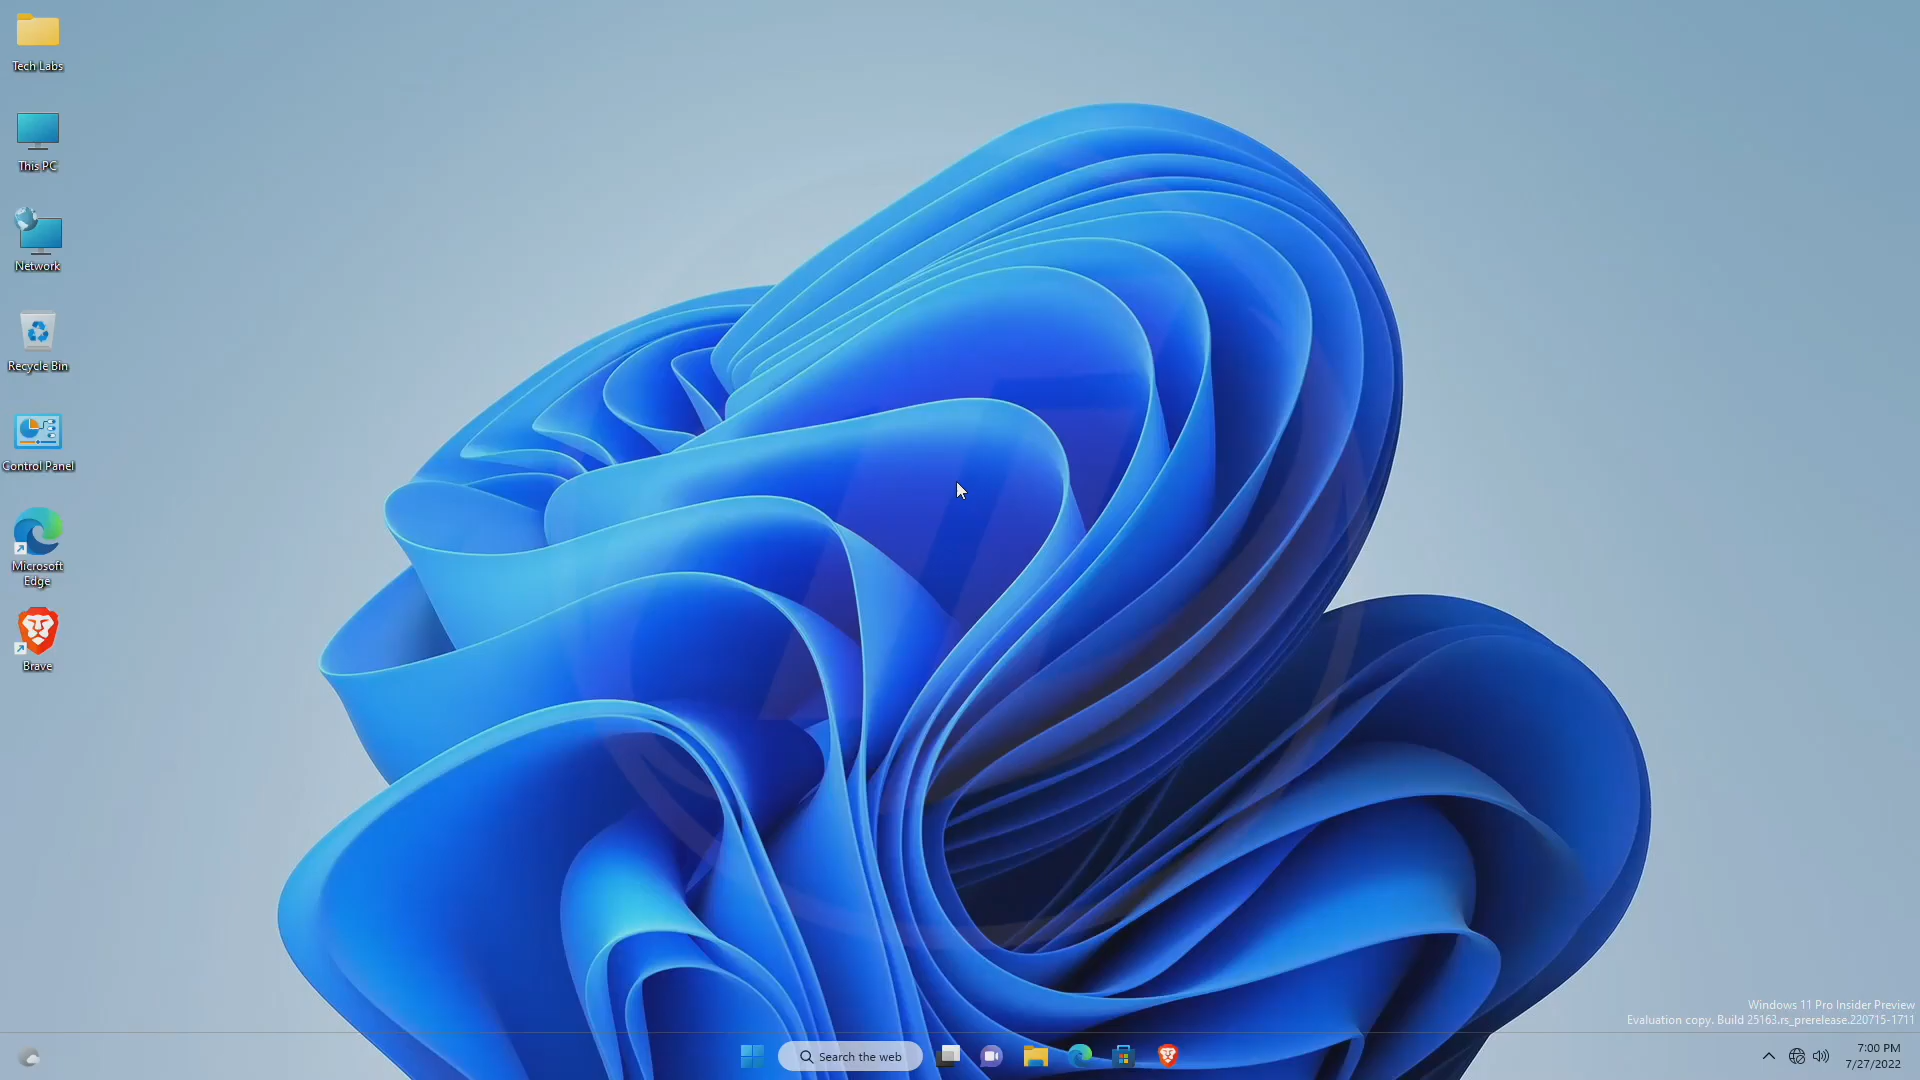 Tech Labs
This PC
Network
Recycle Bin
Control Panel
Microsoft
Edge
Brave
Windows 11 Pro Insider Preview
Evaluation copy. Build 25163.rs_prerelease.220715-1711
Search the web
7:00 PM
7/27/2022